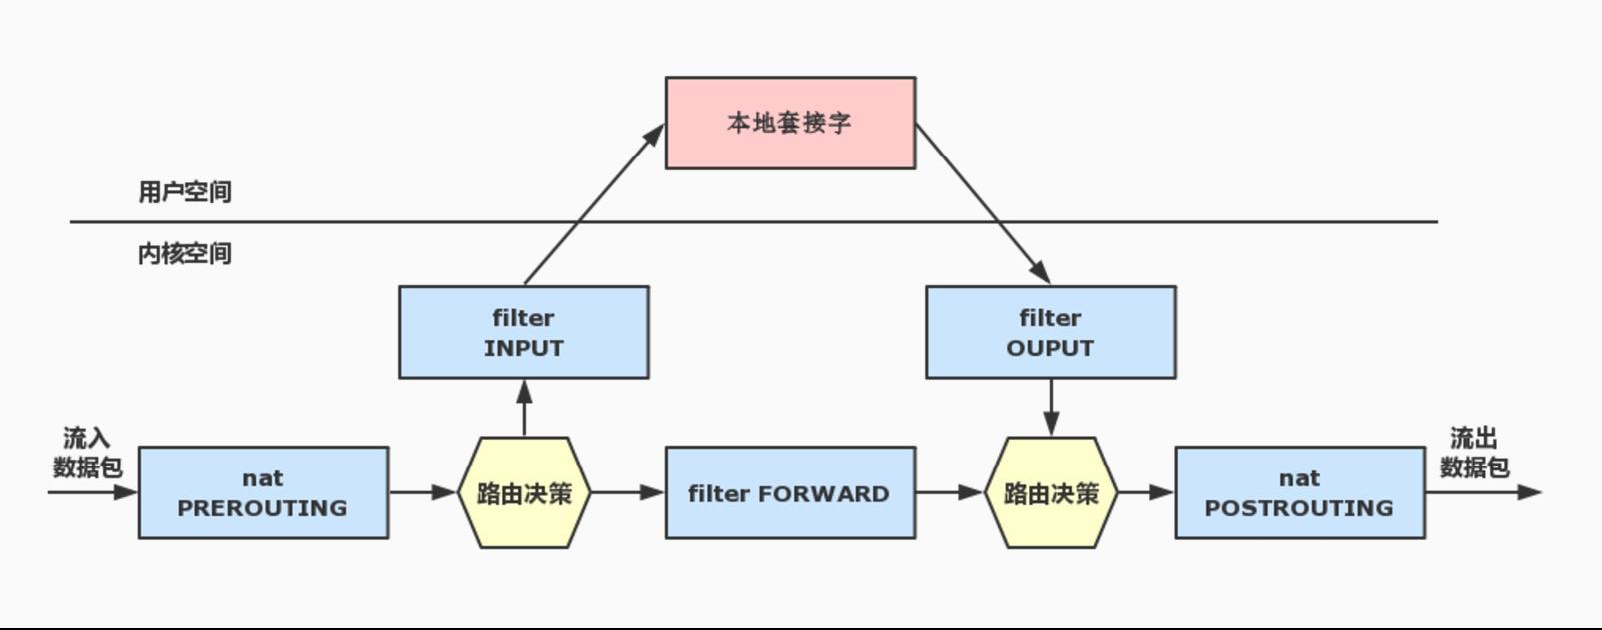 本地套接字
用户空间
内核空间
filter
INPUT
filter
OUPUT
流入
数据包
nat
PREROUTING
路由决策
filter FORWARD
路由决策
nat
POSTROUTING
流出
数据包